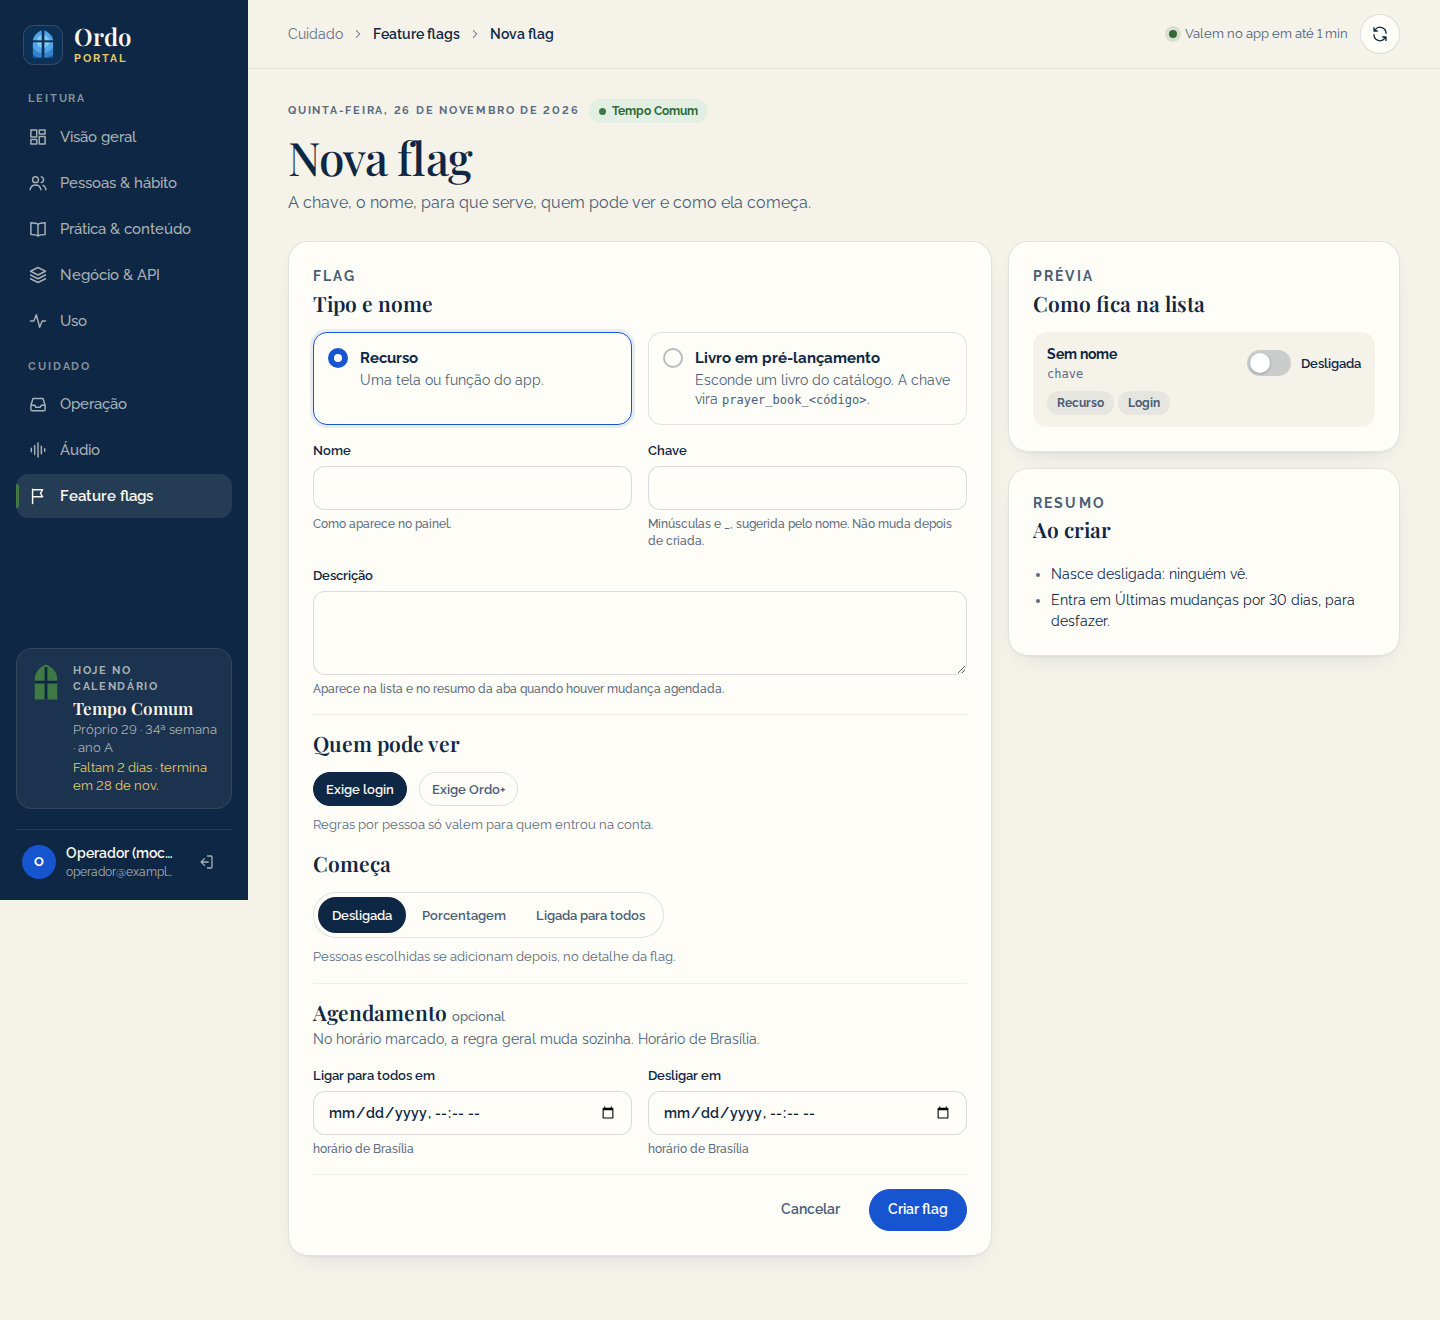 Ordo
PORTAL
LEITURA
Visão geral
Pessoas & hábito
Prática & conteúdo
Negócio & API
Uso
CUIDADO
Operação
Áudio
Feature flags
HOJE NO
CALENDÁRIO
Tempo Comum
Próprio 29 · 34ª semana
· ano A
Faltam 2 dias · termina
em 28 de nov.
O
Operador (moc…
operador@exampl…
Cuidado > Feature flags > Nova flag
Valem no app em até 1 min
QUINTA-FEIRA, 26 DE NOVEMBRO DE 2026
Tempo Comum
Nova flag
A chave, o nome, para que serve, quem pode ver e como ela começa.
FLAG
Tipo e nome
Recurso
Uma tela ou função do app.
Livro em pré-lançamento
Esconde um livro do catálogo. A chave
vira prayer_book_<código>.
Nome
Como aparece no painel.
Chave
Minúsculas e _, sugerida pelo nome. Não muda depois
de criada.
Descrição
Aparece na lista e no resumo da aba quando houver mudança agendada.
Quem pode ver
Exige login
Exige Ordo+
Regras por pessoa só valem para quem entrou na conta.
Começa
Desligada
Porcentagem
Ligada para todos
Pessoas escolhidas se adicionam depois, no detalhe da flag.
Agendamento opcional
No horário marcado, a regra geral muda sozinha. Horário de Brasília.
Ligar para todos em
mm/dd/yyyy, --:-- --
horário de Brasília
Desligar em
mm/dd/yyyy, --:-- --
horário de Brasília
Cancelar
Criar flag
PRÉVIA
Como fica na lista
Sem nome
chave
Desligada
Recurso
Login
RESUMO
Ao criar
• Nasce desligada: ninguém vê.
• Entra em Últimas mudanças por 30 dias, para
desfazer.